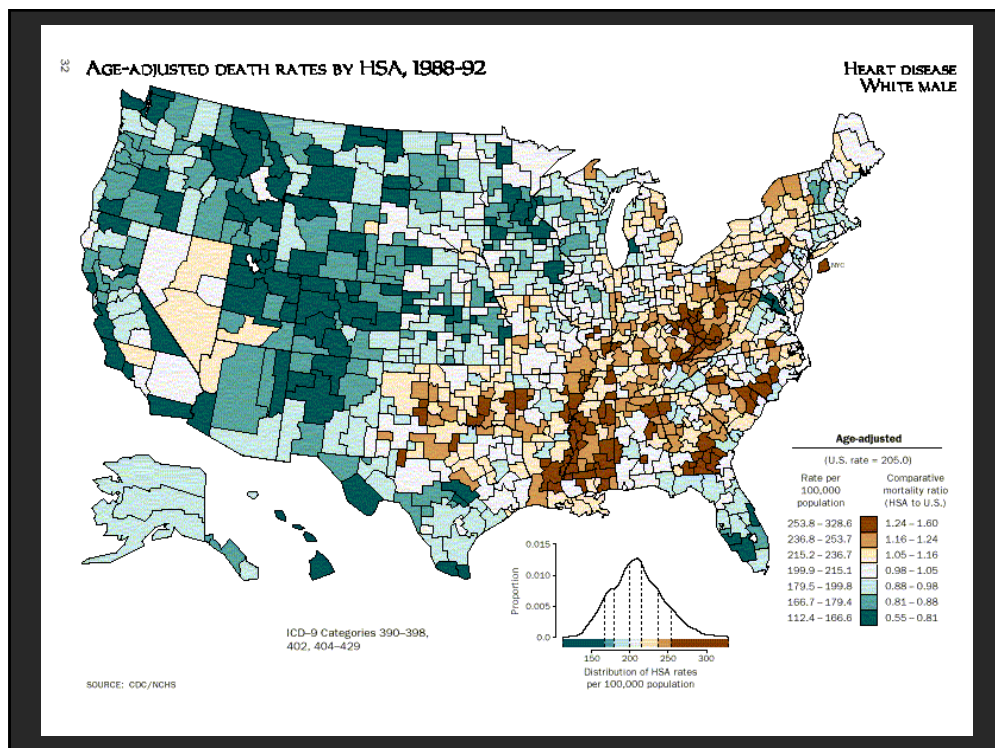 32
AGE-ADJUSTED DEATH RATES BY HSA, 1988-92
HEART DISEASE
WHITE MALE
NYC
Age-adjusted
(U.S. rate = 205.0)
Rate per 100,000 population
Comparative mortality ratio (HSA to U.S.)
253.8 – 328.6 1.24 – 1.60
236.8 – 253.7 1.16 – 1.24
215.2 – 236.7 1.05 – 1.16
199.9 – 215.1 0.98 – 1.05
179.5 – 199.8 0.88 – 0.98
166.7 – 179.4 0.81 – 0.88
112.4 – 166.6 0.55 – 0.81
Proportion
0.015
0.010
0.005
0.0
150 200 250 300
Distribution of HSA rates
per 100,000 population
ICD–9 Categories 390–398,
402, 404–429
SOURCE: CDC/NCHS